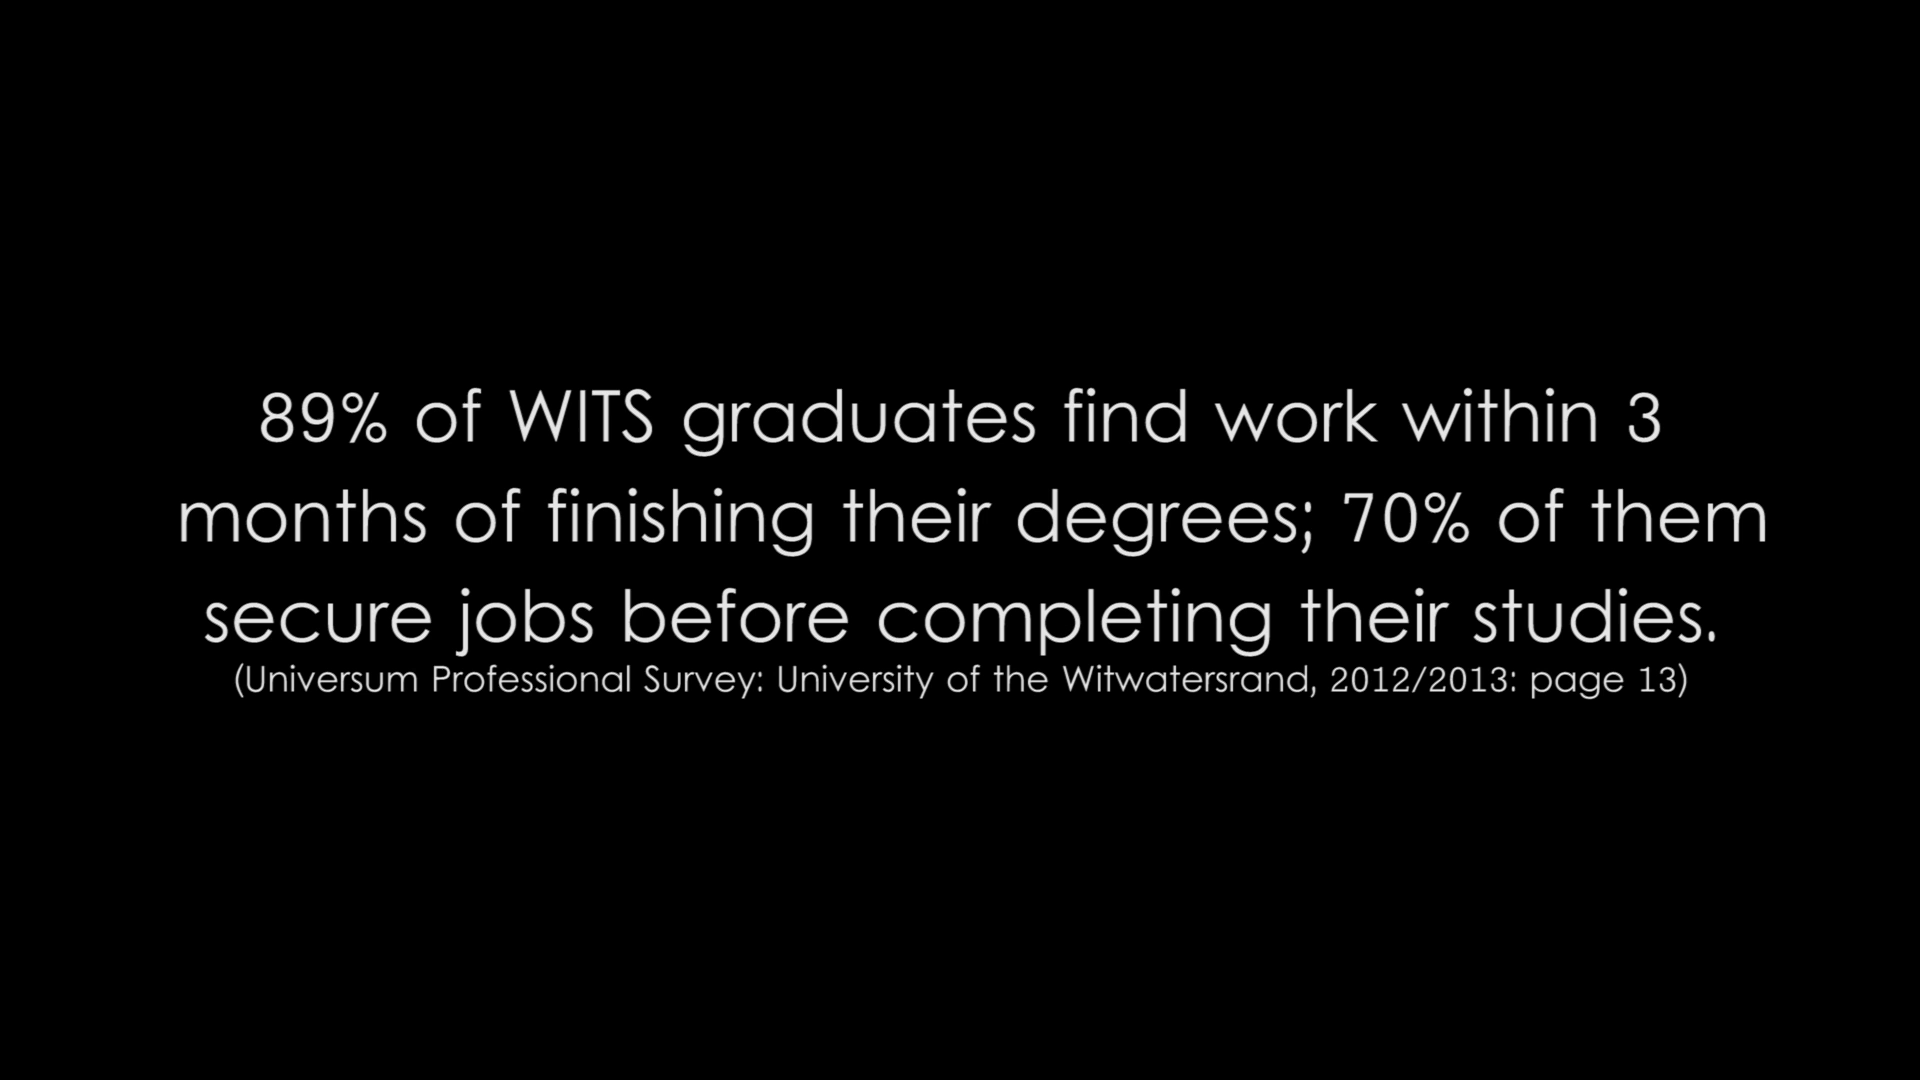 89% of WITS graduates find work within 3
months of finishing their degrees; 70% of them
secure jobs before completing their studies.
(Universum Professional Survey: University of the Witwatersrand, 2012/2013: page 13)